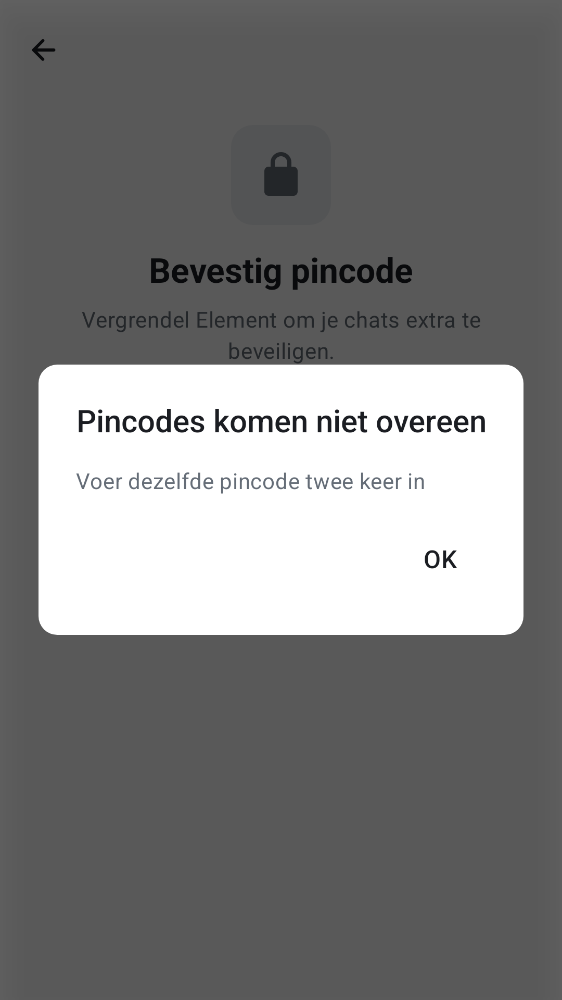 Bevestig pincode
Vergrendel Element om je chats extra te
beveiligen.
Pincodes komen niet overeen
Voer dezelfde pincode twee keer in
OK